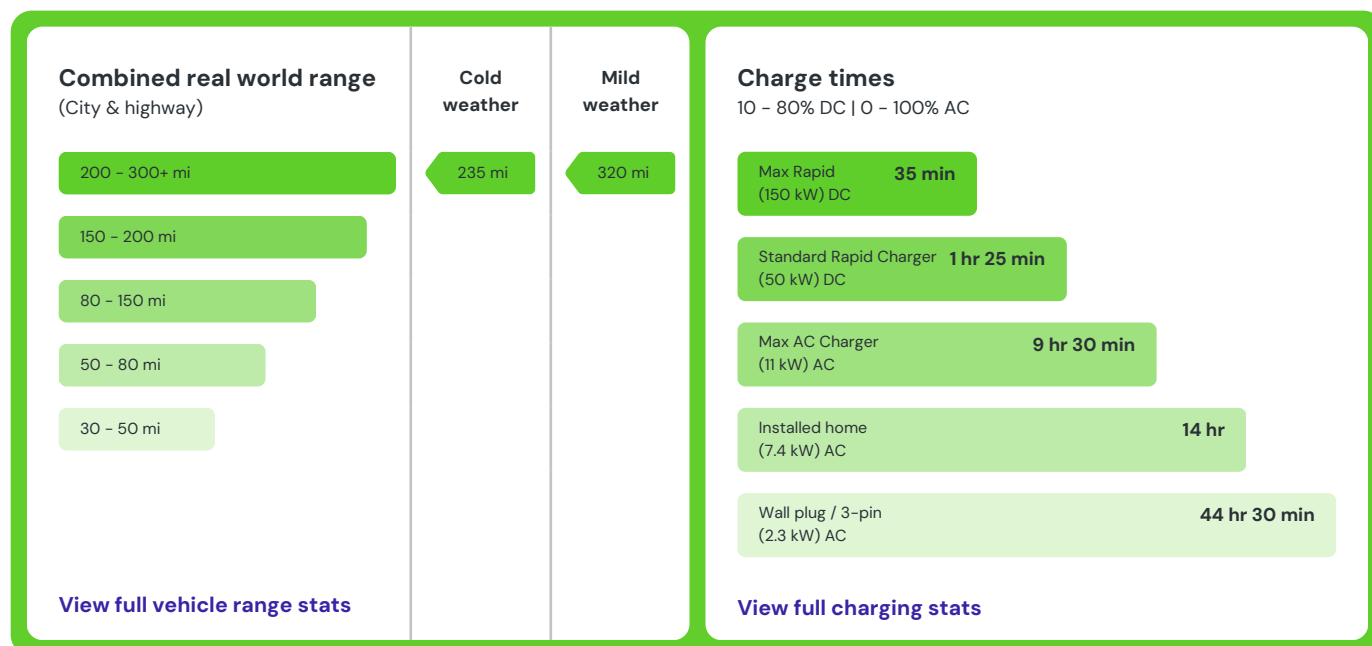 Combined real world range
(City & highway)
Cold
weather
Mild
weather
200 - 300+ mi
235 mi
320 mi
150 - 200 mi
80 - 150 mi
50 - 80 mi
30 - 50 mi
View full vehicle range stats
Charge times
10 - 80% DC | 0 - 100% AC
Max Rapid
(150 kW) DC
35 min
Standard Rapid Charger
(50 kW) DC
1 hr 25 min
Max AC Charger
(11 kW) AC
9 hr 30 min
Installed home
(7.4 kW) AC
14 hr
Wall plug / 3-pin
(2.3 kW) AC
44 hr 30 min
View full charging stats